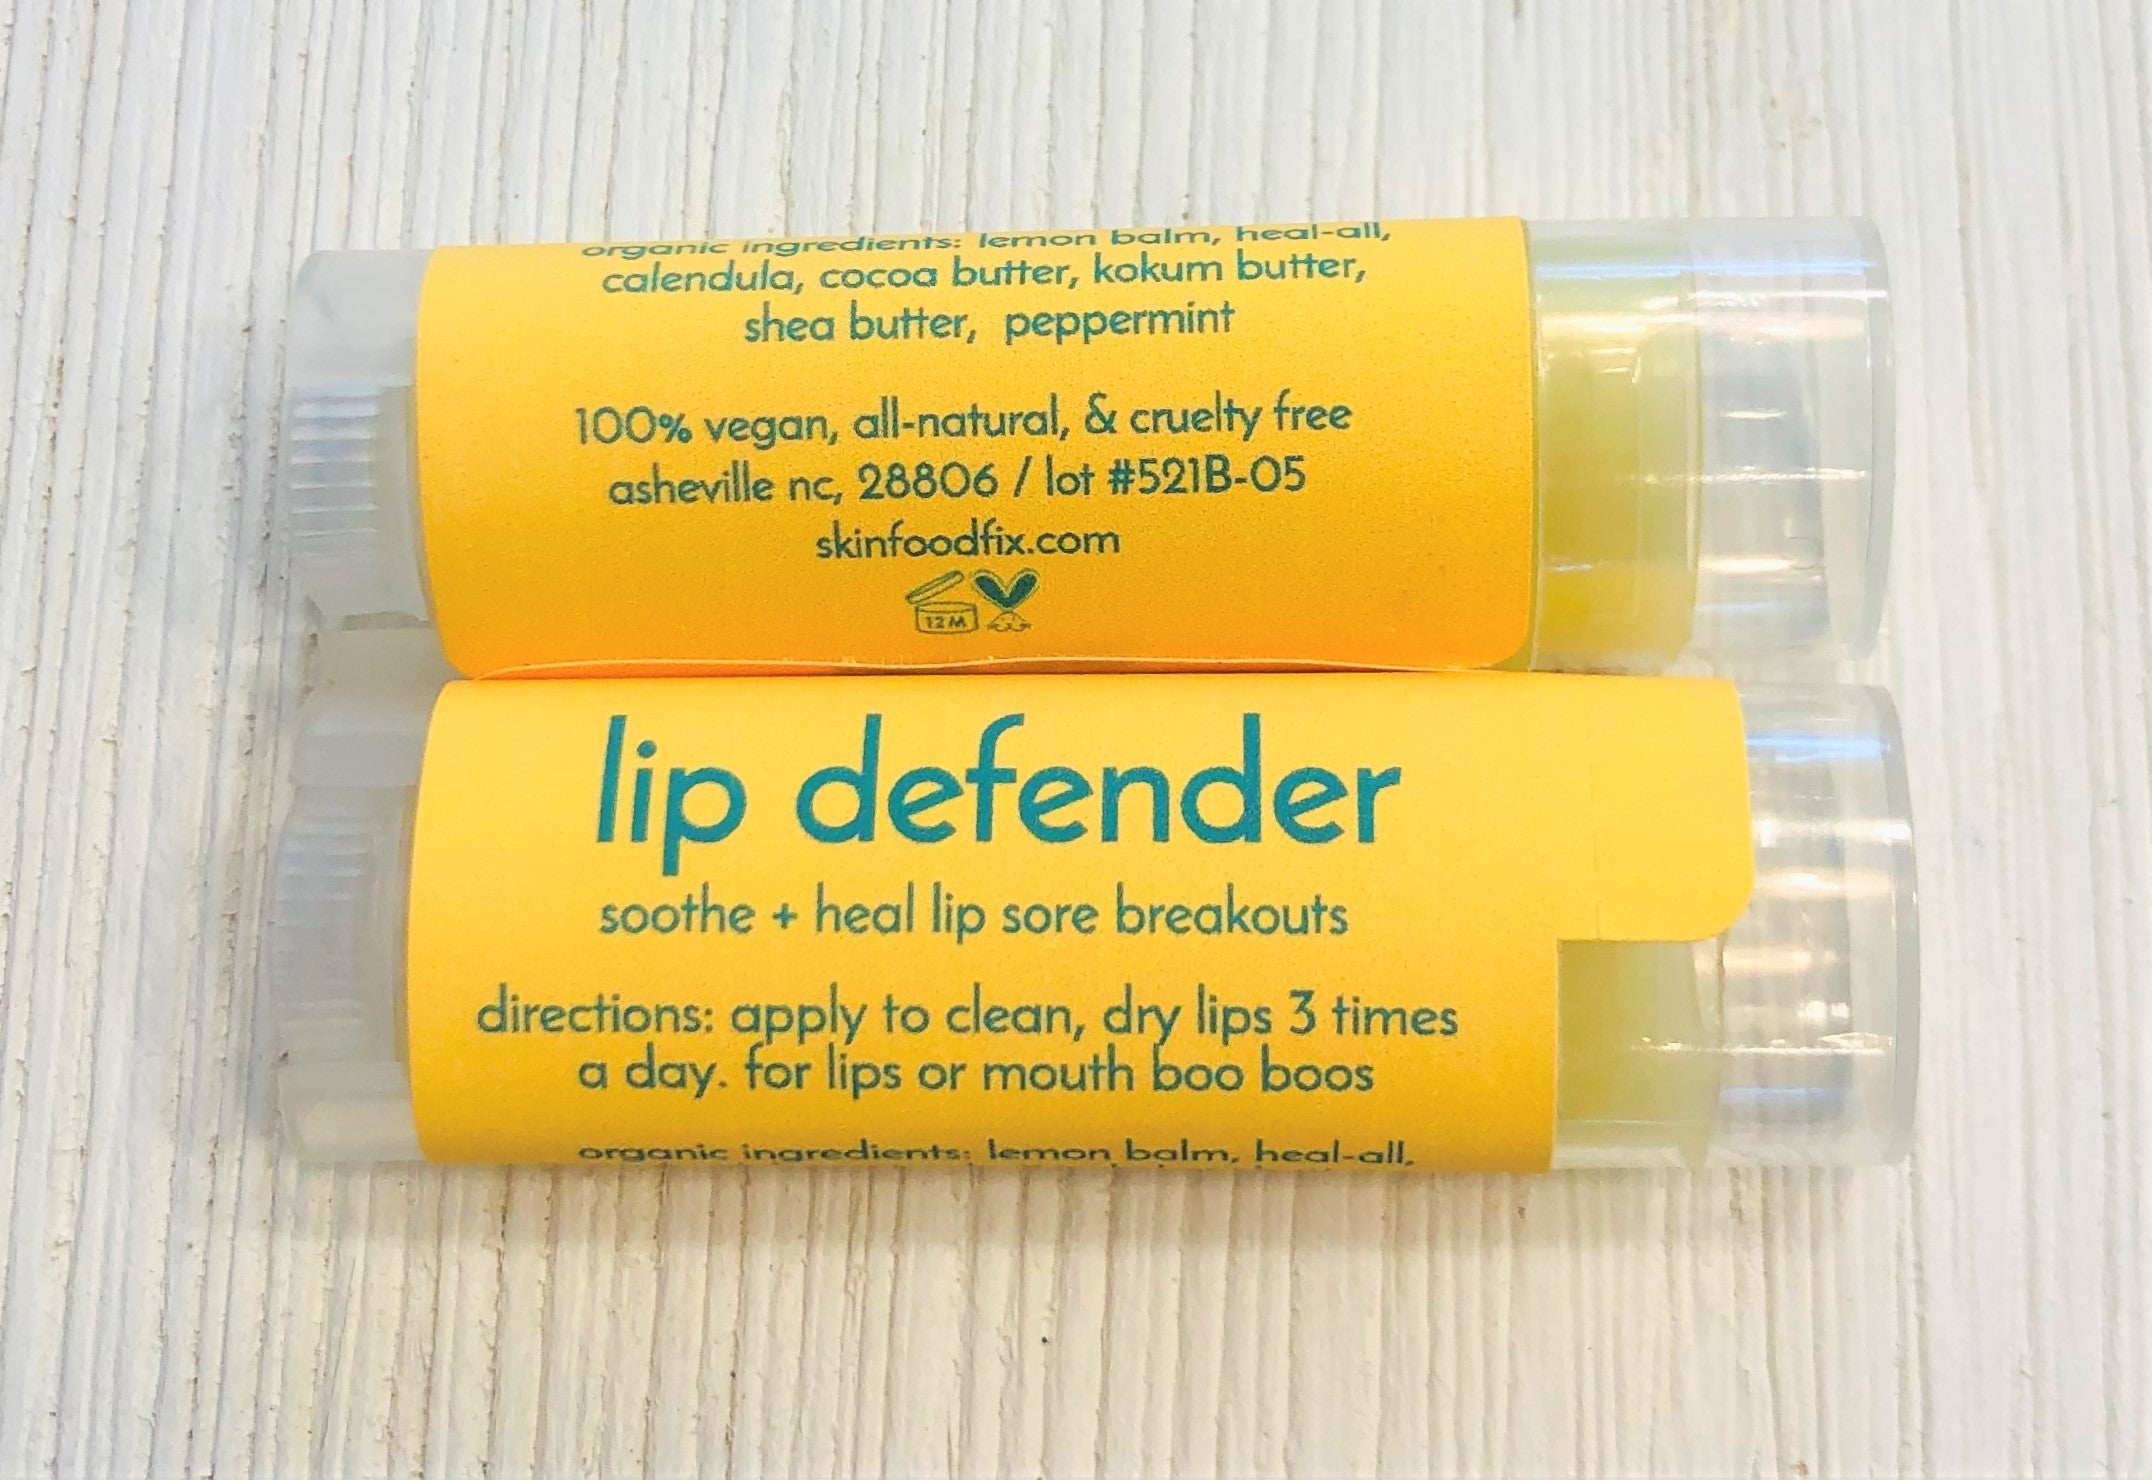 organic ingredients: lemon balm, heal-all,
calendula, cocoa butter, kokum butter,
shea butter, peppermint
100% vegan, all-natural, & cruelty free
asheville nc, 28806 / lot #521B-05
skinfoodfix.com
12M
lip defender
soothe + heal lip sore breakouts
directions: apply to clean, dry lips 3 times
a day. for lips or mouth boo boos
organic ingredients: lemon balm, heal-all,